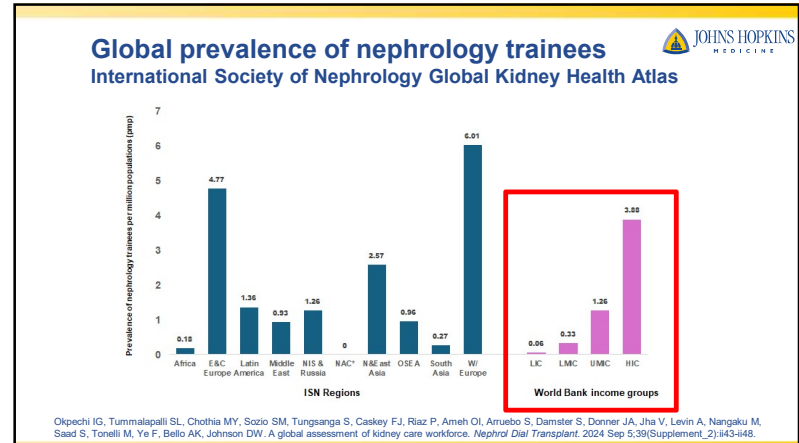 Global prevalence of nephrology trainees
International Society of Nephrology Global Kidney Health Atlas
JOHNS HOPKINS
MEDICINE
Prevalence of nephrology trainees per million populations (pmp)
7
6
5
4
3
2
1
0
0.18
4.77
1.36
0.93
1.26
0
2.57
0.96
0.27
6.01
0.06
0.33
1.26
3.88
Africa
E&C Europe
Latin America
Middle East
NIS & Russia
NAC*
N&East Asia
OSEA
South Asia
W/ Europe
LIC
LMIC
UMIC
HIC
ISN Regions
World Bank income groups
Okpechi IG, Tummalapalli SL, Chothia MY, Sozio SM, Tungsanga S, Caskey FJ, Riaz P, Ameh OI, Arruebo S, Damster S, Donner JA, Jha V, Levin A, Nangaku M,
Saad S, Tonelli M, Ye F, Bello AK, Johnson DW. A global assessment of kidney care workforce. Nephrol Dial Transplant. 2024 Sep 5;39(Supplement_2):ii43-ii48.